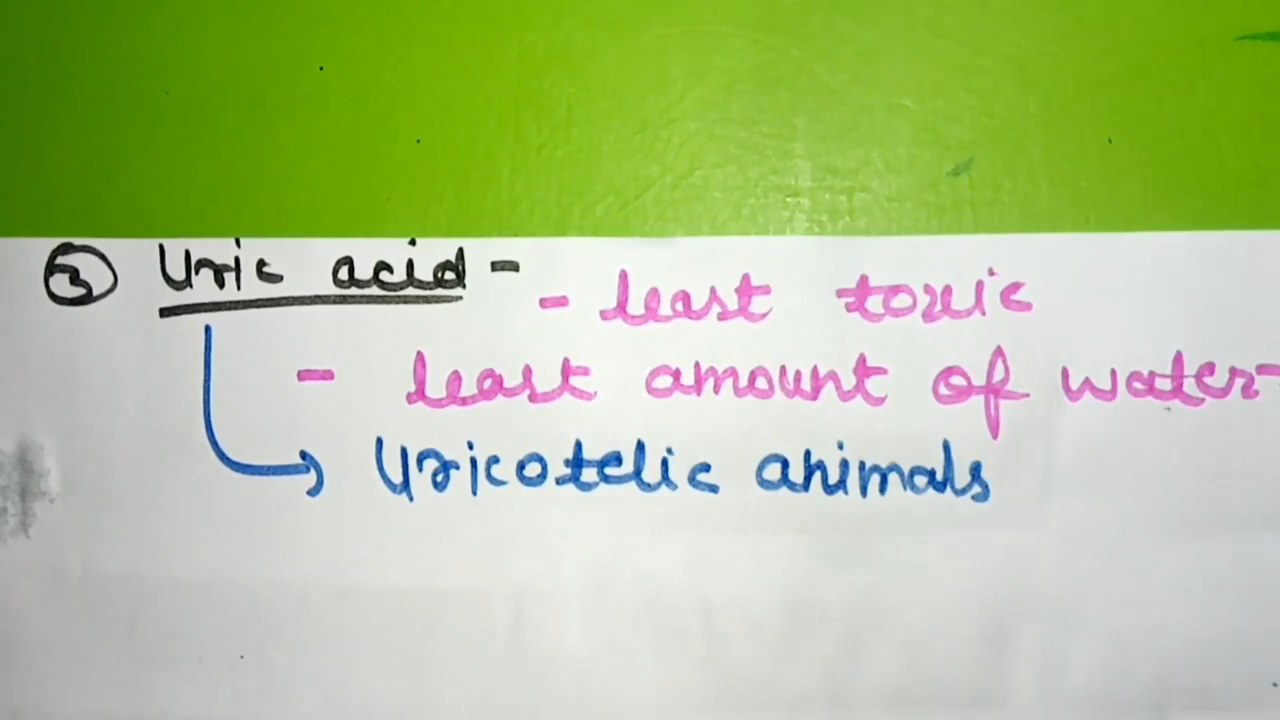 ③ Uric acid -
- least toxic
- least amount of water-
Uricotelic animals